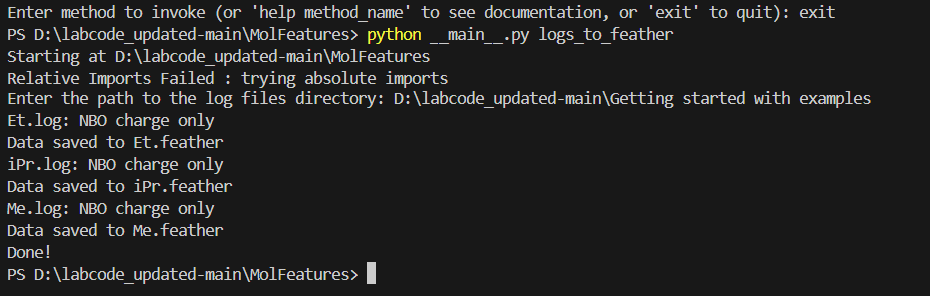 Enter method to invoke (or 'help method_name' to see documentation, or 'exit' to quit): exit
PS D:\labcode_updated-main\MolFeatures> python __main__.py logs_to_feather
Starting at D:\labcode_updated-main\MolFeatures
Relative Imports Failed : trying absolute imports
Enter the path to the log files directory: D:\labcode_updated-main\Getting started with examples
Et.log: NBO charge only
Data saved to Et.feather
iPr.log: NBO charge only
Data saved to iPr.feather
Me.log: NBO charge only
Data saved to Me.feather
Done!
PS D:\labcode_updated-main\MolFeatures>